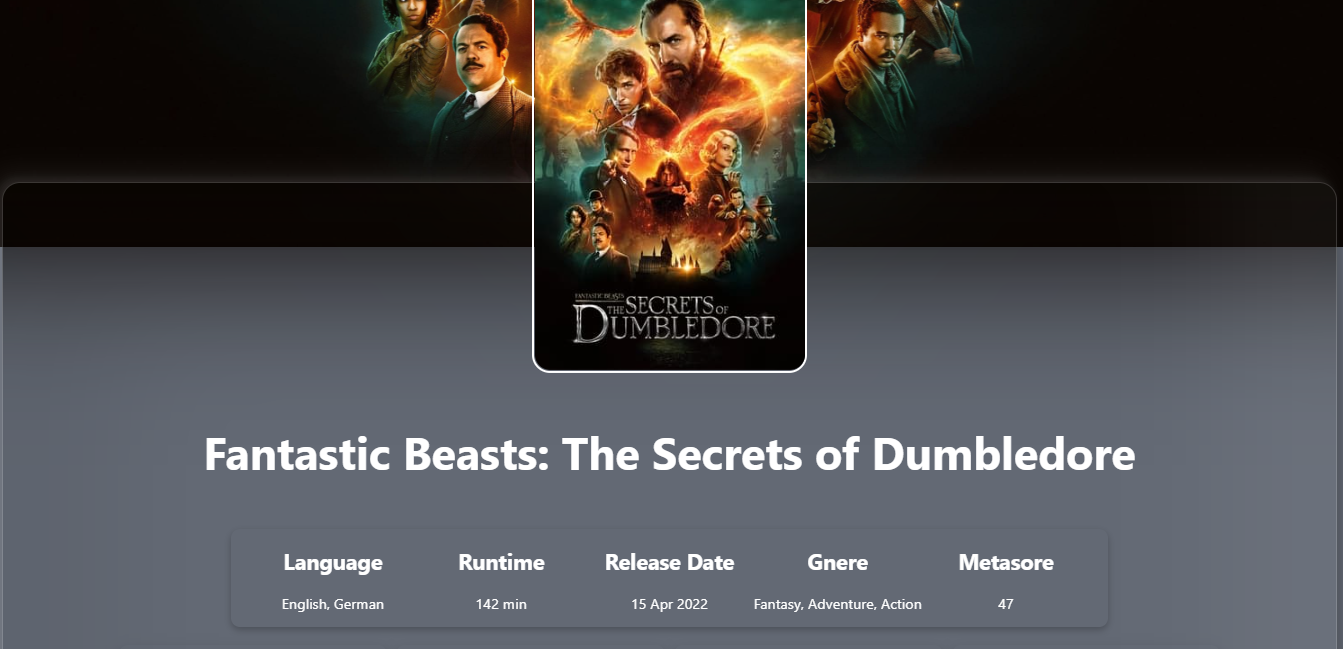 FANTASTIC BEASTS
THE SECRETS OF
DUMBLEDORE
Fantastic Beasts: The Secrets of Dumbledore
Language Runtime Release Date Gnere Metasore
English, German 142 min 15 Apr 2022 Fantasy, Adventure, Action 47